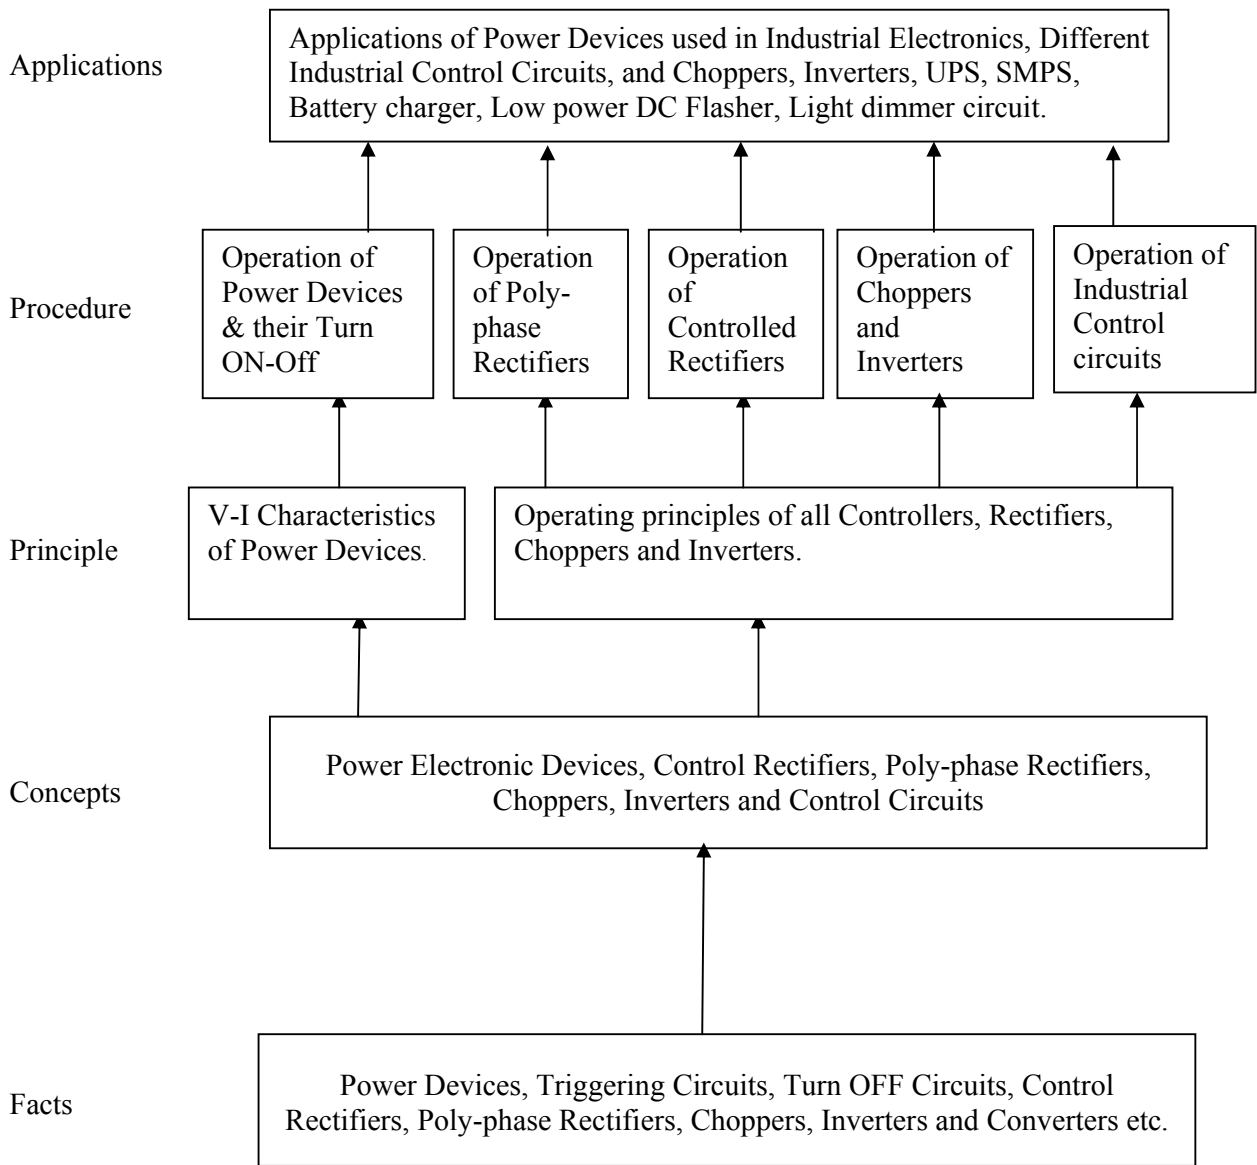 Applications
Applications of Power Devices used in Industrial Electronics, Different
Industrial Control Circuits, and Choppers, Inverters, UPS, SMPS,
Battery charger, Low power DC Flasher, Light dimmer circuit.
Procedure
Operation of
Power Devices
& their Turn
ON-Off
Operation
of Poly-
phase
Rectifiers
Operation
of
Controlled
Rectifiers
Operation of
Choppers
and
Inverters
Operation of
Industrial
Control
circuits
Principle
V-I Characteristics
of Power Devices.
Operating principles of all Controllers, Rectifiers,
Choppers and Inverters.
Concepts
Power Electronic Devices, Control Rectifiers, Poly-phase Rectifiers,
Choppers, Inverters and Control Circuits
Facts
Power Devices, Triggering Circuits, Turn OFF Circuits, Control
Rectifiers, Poly-phase Rectifiers, Choppers, Inverters and Converters etc.